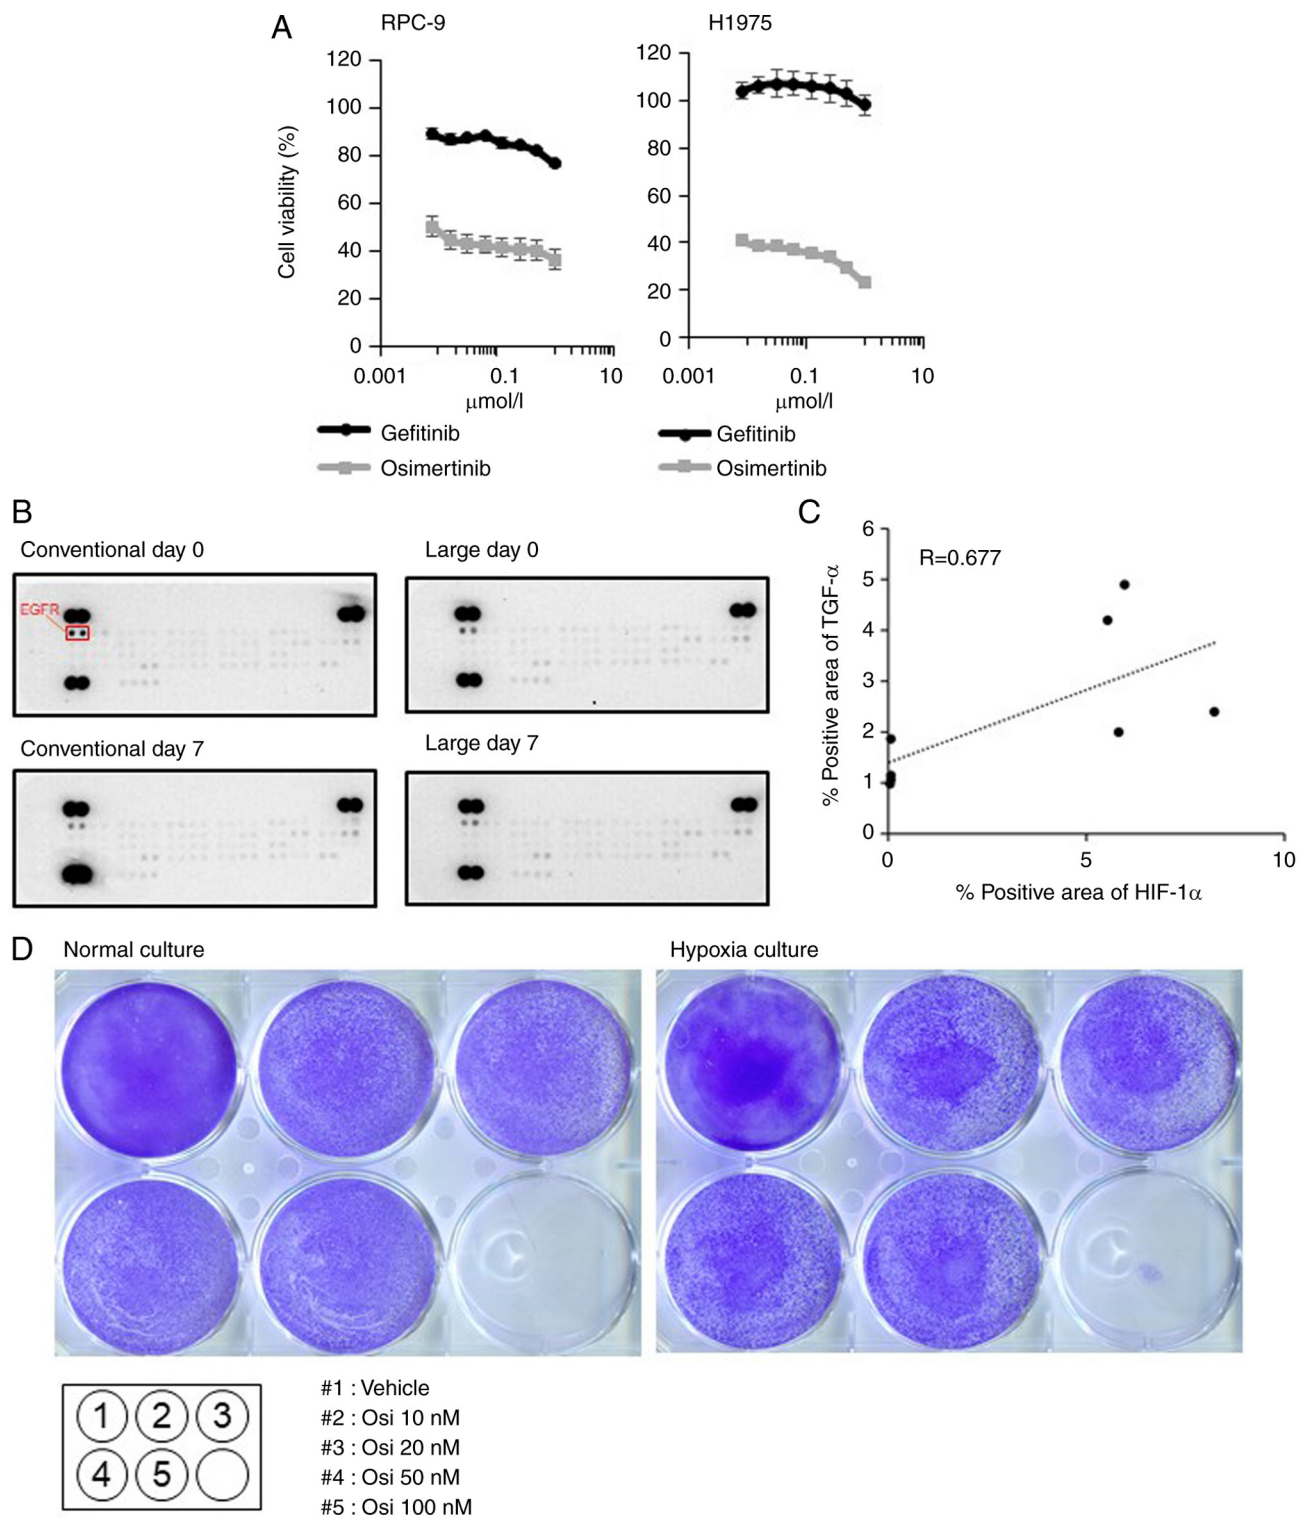 A
RPC-9
H1975
Cell viability (%)
120
100
80
60
40
20
0
0.001 0.1 10
μmol/l
Gefitinib
Osimertinib
120
100
80
60
40
20
0
0.001 0.1 10
μmol/l
Gefitinib
Osimertinib
B
Conventional day 0
Large day 0
EGFR
Conventional day 7
Large day 7
C
R=0.677
% Positive area of TGF-α
6
5
4
3
2
1
0
0 5 10
% Positive area of HIF-1α
D
Normal culture
Hypoxia culture
1 2 3
4 5
#1 : Vehicle
#2 : Osi 10 nM
#3 : Osi 20 nM
#4 : Osi 50 nM
#5 : Osi 100 nM